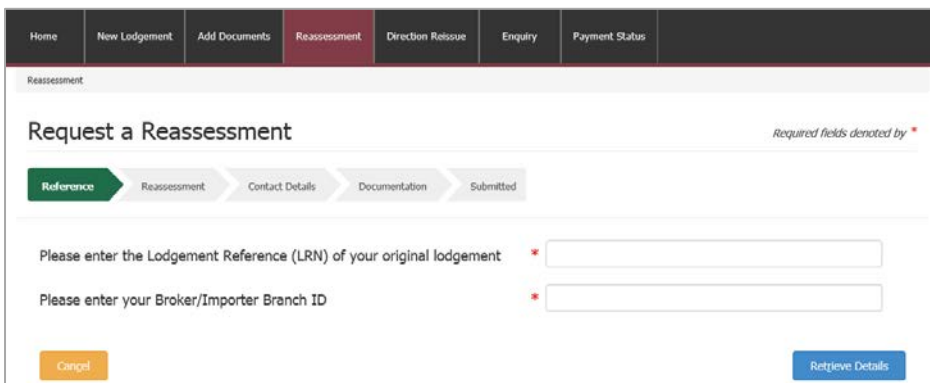 Home New Lodgement Add Documents Reassessment Direction Reissue Enquiry Payment Status
Reassessment
Request a Reassessment
Required fields denoted by *
Reference Reassessment Contact Details Documentation Submitted
Please enter the Lodgement Reference (LRN) of your original lodgement *
Please enter your Broker/Importer Branch ID *
Cancel Retrieve Details